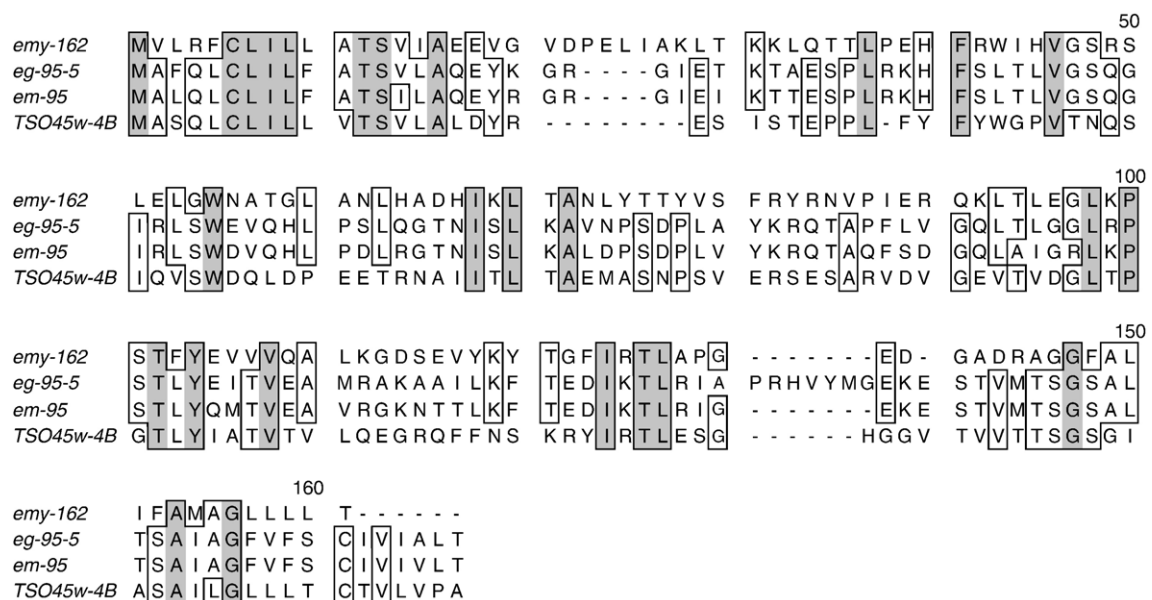 50
emy-162 MVLRFCLILL ATSVIAEEVG VDPELIAKLT KKLQTTLPEH FRWIHVGSRS
eg-95-5 MAFQLCLILF ATSVLAQEYK GR----GIET KTAESPLRKH FSLTLVGSQG
em-95 MALQLCLILF ATSILAQEYR GR----GIEI KTTESPLRKH FSLTLVGSQG
TSO45w-4B MASQLCLILL VTSVLALDYR --------ES ISTEPPL-FY FYWGPVTNQS
100
emy-162 LELGWNATGL ANLHADHIKL TANLYTTYVS FRYRNVPIER QKLTLEGLKP
eg-95-5 IRLSWEVQHL PSLQGTNISL KAVNPSDPLA YKRQTAPFLV GQLTLGGLRP
em-95 IRLSWDVQHL PDLRGTNISL KALDPSDPLV YKRQTAQFSD GQLAIGRLKP
TSO45w-4B IQVSWDQLDP EETRNAIITL TAEMASNPSV ERSESARVDV GEVTVDGLTP
150
emy-162 STFYEVVVQA LKGDSEVYKY TGFIRTLAPG -------ED- GADRAGGFAL
eg-95-5 STLYEITVEA MRAKAAILKF TEDIKTLRIA PRHVYMGEKE STVMTSGSAL
em-95 STLYQMTVEA VRGKNTTLKF TEDIKTLRIG -------EKE STVMTSGSAL
TSO45w-4B GTLYIATVTV LQEGRQFFNS KRYIRTLESG ------HGGV TVVTTSGSGI
160
emy-162 IFAMAGLLLL T------
eg-95-5 TSAIAGFVFS CIVIALT
em-95 TSAIAGFVFS CIVIVLT
TSO45w-4B ASAILGLLLT CTVLVPA